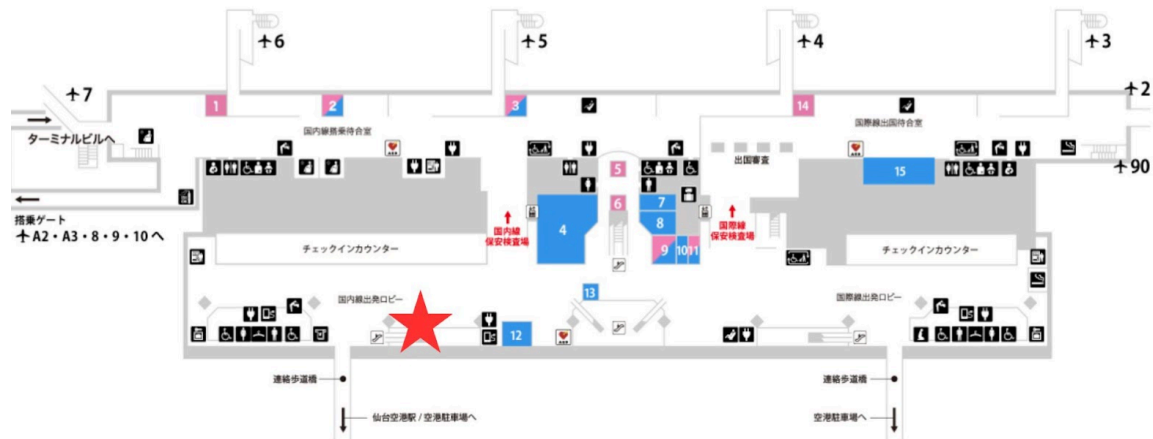 6
5
4
3
7
2
ターミナルビルへ
1
2
3
14
国内線搭乗待合室
国際線出国待合室
出国審査
15
90
5
6
7
4
8
9
10
11
搭乗ゲート
A2・A3・8・9・10 へ
国内線
保安検査場
国際線
保安検査場
チェックインカウンター
チェックインカウンター
13
国内線出発ロビー
国際線出発ロビー
12
連絡歩道橋
連絡歩道橋
仙台空港駅 / 空港駐車場へ
空港駐車場へ